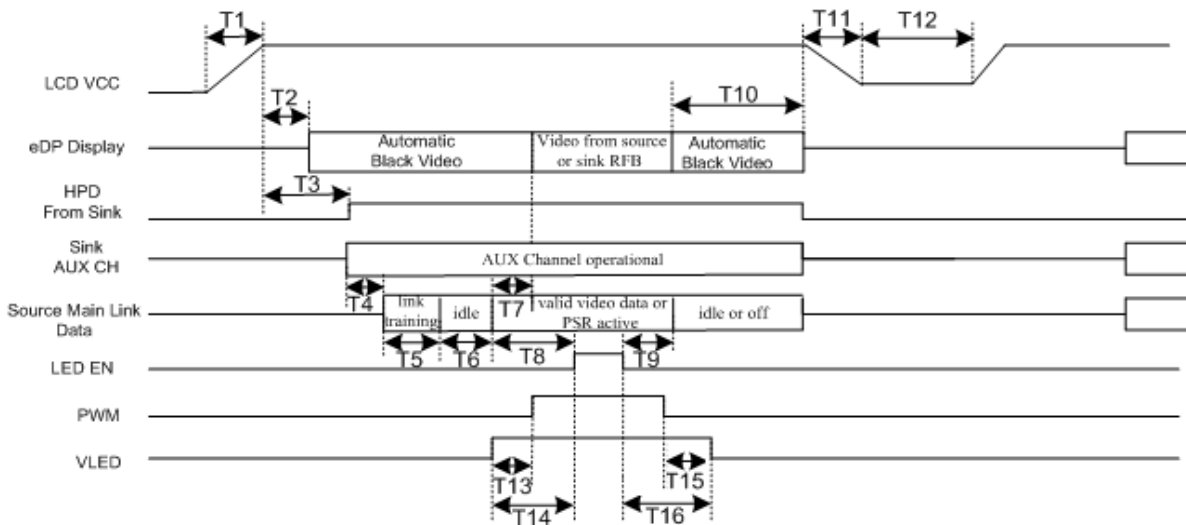 T1
T11
T12
LCD VCC
T2
T10
eDP Display
Automatic
Black Video
Video from source
or sink RFB
Automatic
Black Video
HPD
From Sink
T3
Sink
AUX CH
AUX Channel operational
Source Main Link
Data
T4
link
training
idle
T7
valid video data or
PSR active
idle or off
T5
T6
T8
T9
LED EN
PWM
VLED
T13
T15
T14
T16